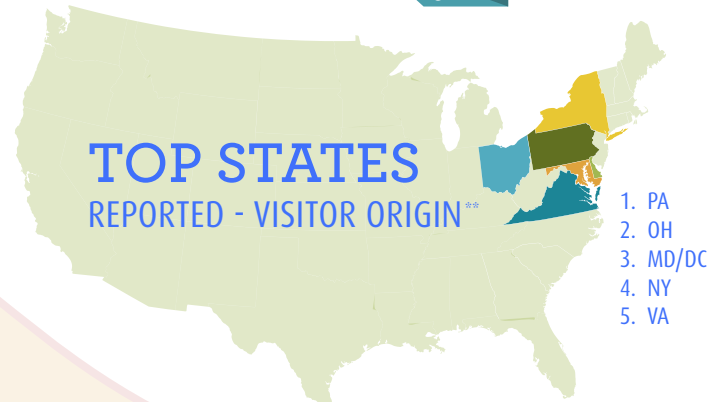 TOP STATES
REPORTED - VISITOR ORIGIN**
1. PA
2. OH
3. MD/DC
4. NY
5. VA